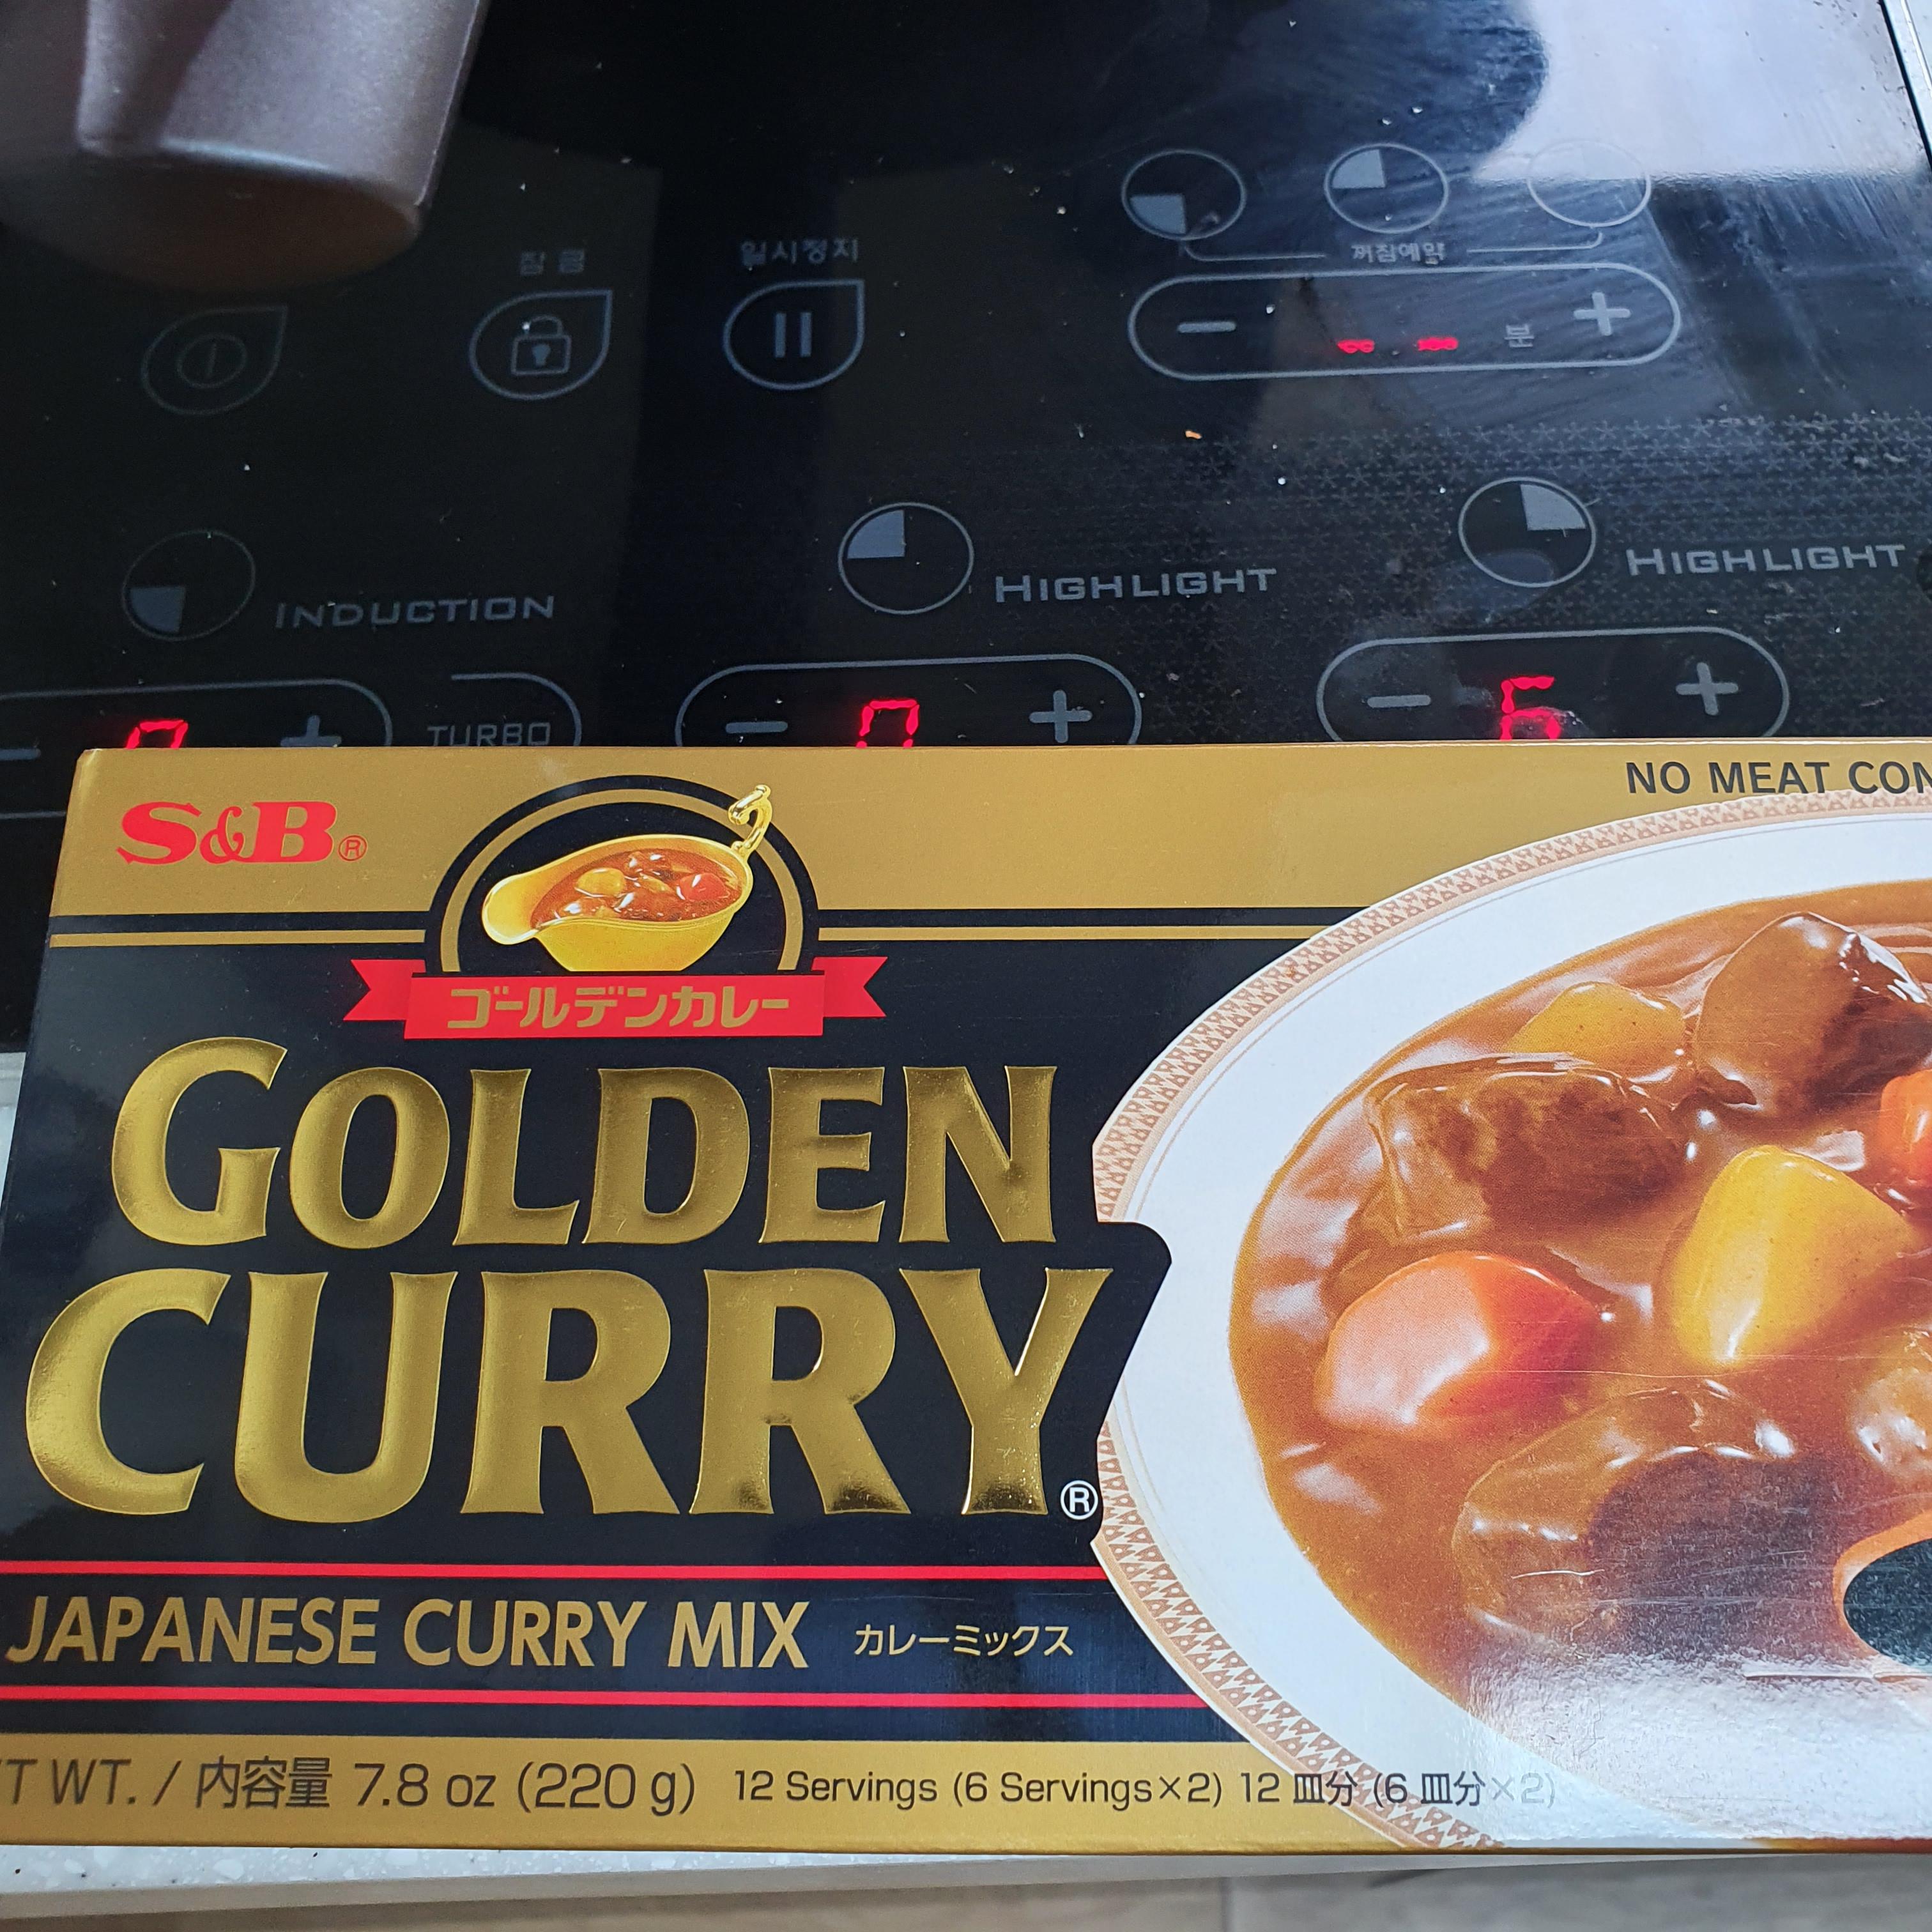 잠 금
일시정지
꺼짐예약
분
INDUCTION
HIGHLIGHT
HIGHLIGHT
TURBO
6
S&B®
NO MEAT
ゴールデンカレー
GOLDEN
CURRY®
JAPANESE CURRY MIX カレーミックス
WT. / 内容量 7.8 oz (220 g) 12 Servings (6 Servings×2) 12 皿分 (6 皿分×2)